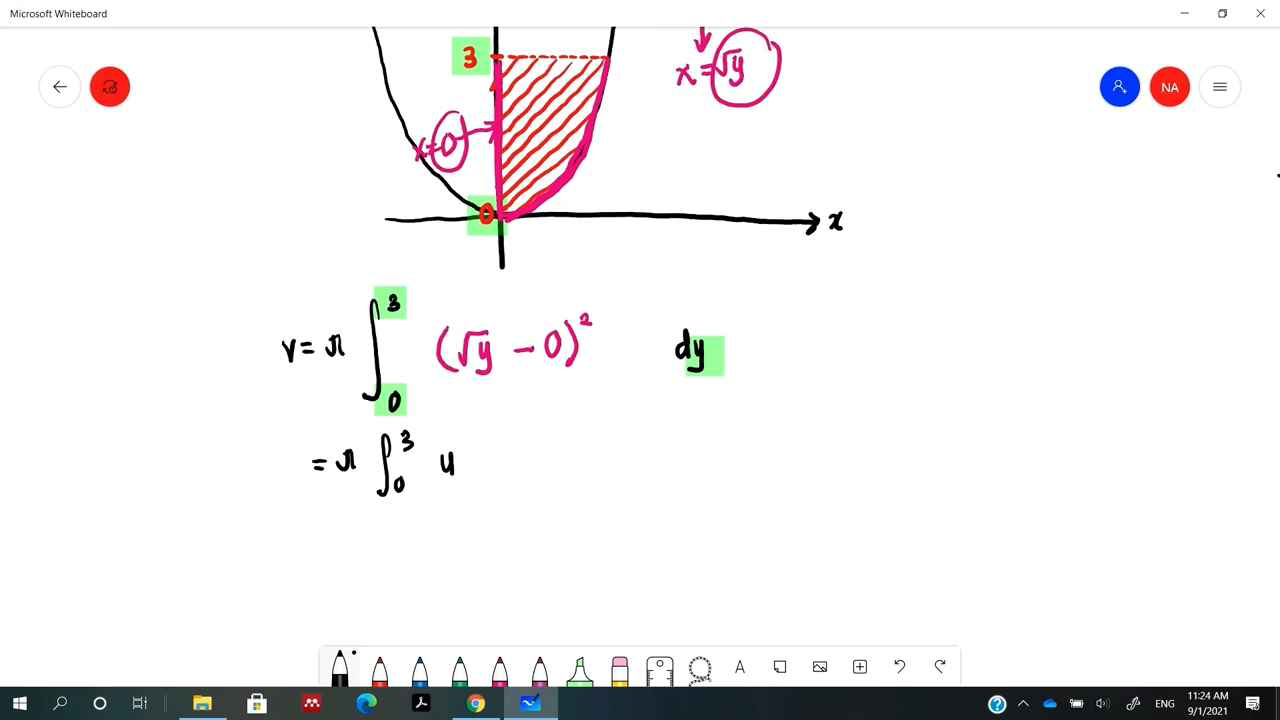 Microsoft Whiteboard
3
x = √y
NA
x = 0
0
x
V = π ∫₀³ (√y − 0)² dy
= π ∫₀³ y
A
ENG
11:24 AM
9/1/2021